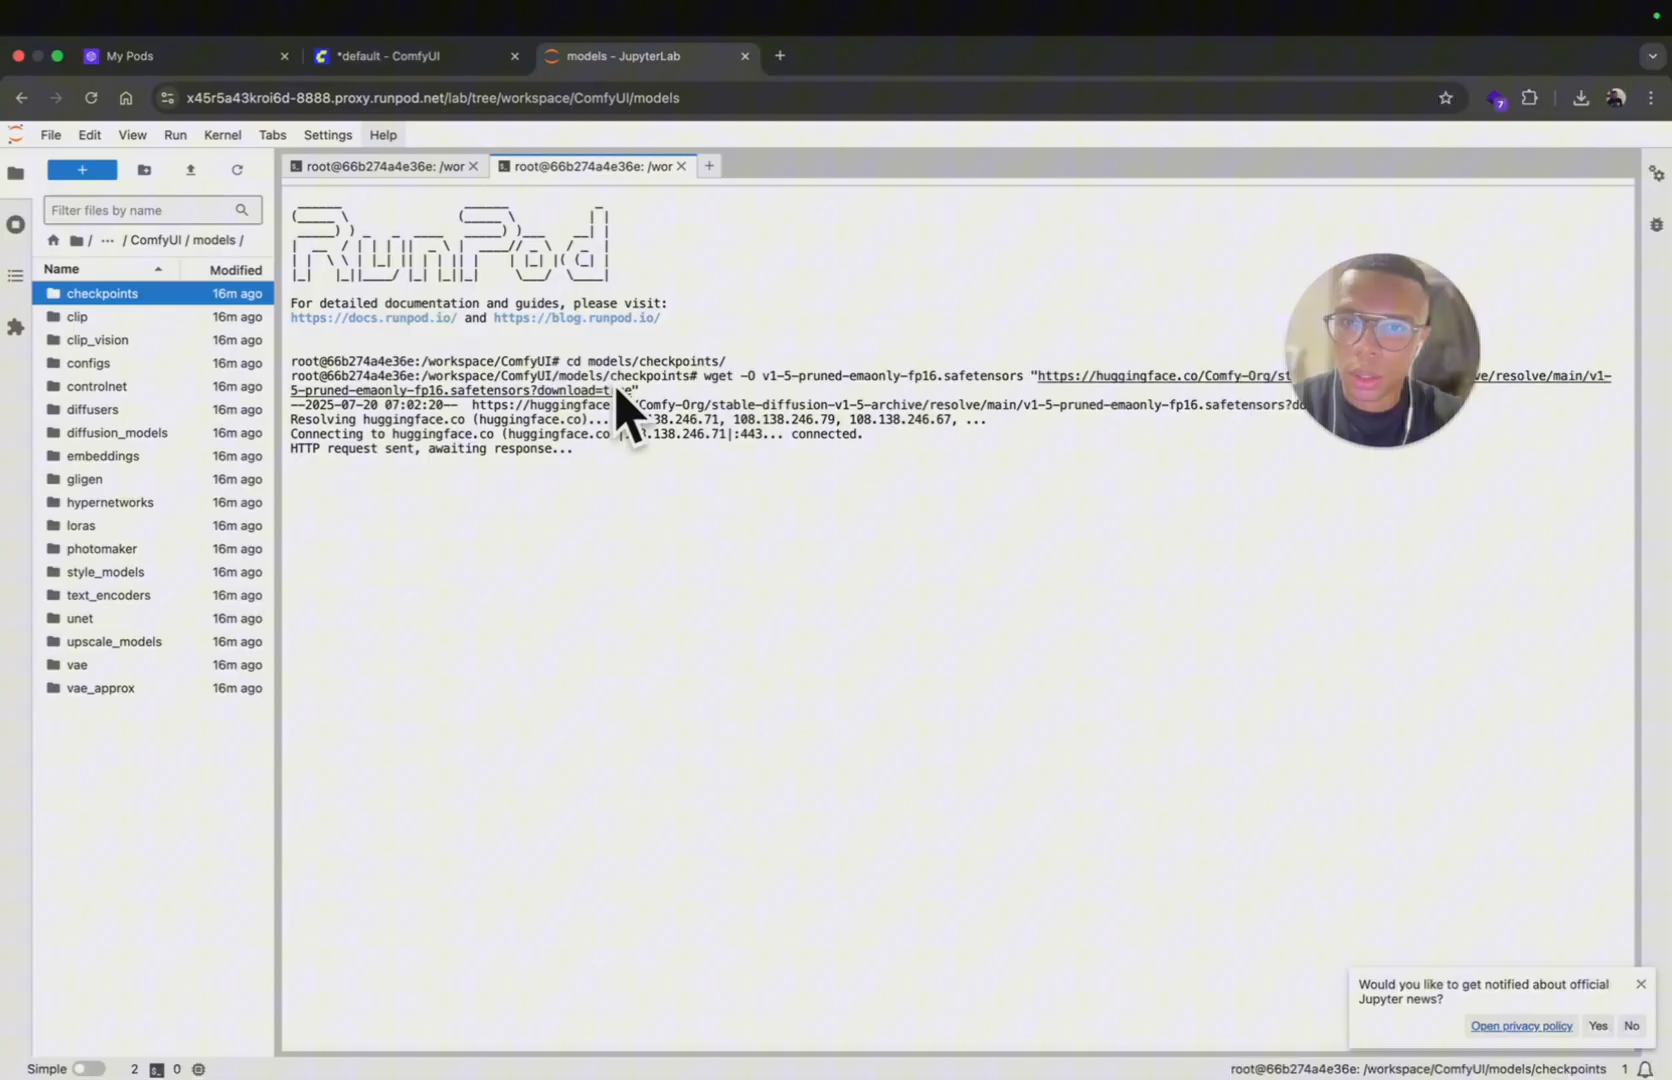 My Pods
*default - ComfyUI
models - JupyterLab
x45r5a43kroi6d-8888.proxy.runpod.net/lab/tree/workspace/ComfyUI/models
7
File Edit View Run Kernel Tabs Settings Help
root@66b274a4e36e: /wor
root@66b274a4e36e: /wor
Filter files by name
/ ··· / ComfyUI / models /
Name Modified
checkpoints 16m ago
clip 16m ago
clip_vision 16m ago
configs 16m ago
controlnet 16m ago
diffusers 16m ago
diffusion_models 16m ago
embeddings 16m ago
gligen 16m ago
hypernetworks 16m ago
loras 16m ago
photomaker 16m ago
style_models 16m ago
text_encoders 16m ago
unet 16m ago
upscale_models 16m ago
vae 16m ago
vae_approx 16m ago
RunPod
For detailed documentation and guides, please visit:
https://docs.runpod.io/ and https://blog.runpod.io/
root@66b274a4e36e:/workspace/ComfyUI# cd models/checkpoints/
root@66b274a4e36e:/workspace/ComfyUI/models/checkpoints# wget -O v1-5-pruned-emaonly-fp16.safetensors "https://huggingface.co/Comfy-Org/st ve/resolve/main/v1-
5-pruned-emaonly-fp16.safetensors?download=t e"
--2025-07-20 07:02:20-- https://huggingface /Comfy-Org/stable-diffusion-v1-5-archive/resolve/main/v1-5-pruned-emaonly-fp16.safetensors?do
Resolving huggingface.co (huggingface.co)... 138.246.71, 108.138.246.79, 108.138.246.67, ...
Connecting to huggingface.co (huggingface.co .138.246.71|:443... connected.
HTTP request sent, awaiting response...
Would you like to get notified about official
Jupyter news?
Open privacy policy Yes No
Simple 2 0
root@66b274a4e36e: /workspace/ComfyUI/models/checkpoints 1